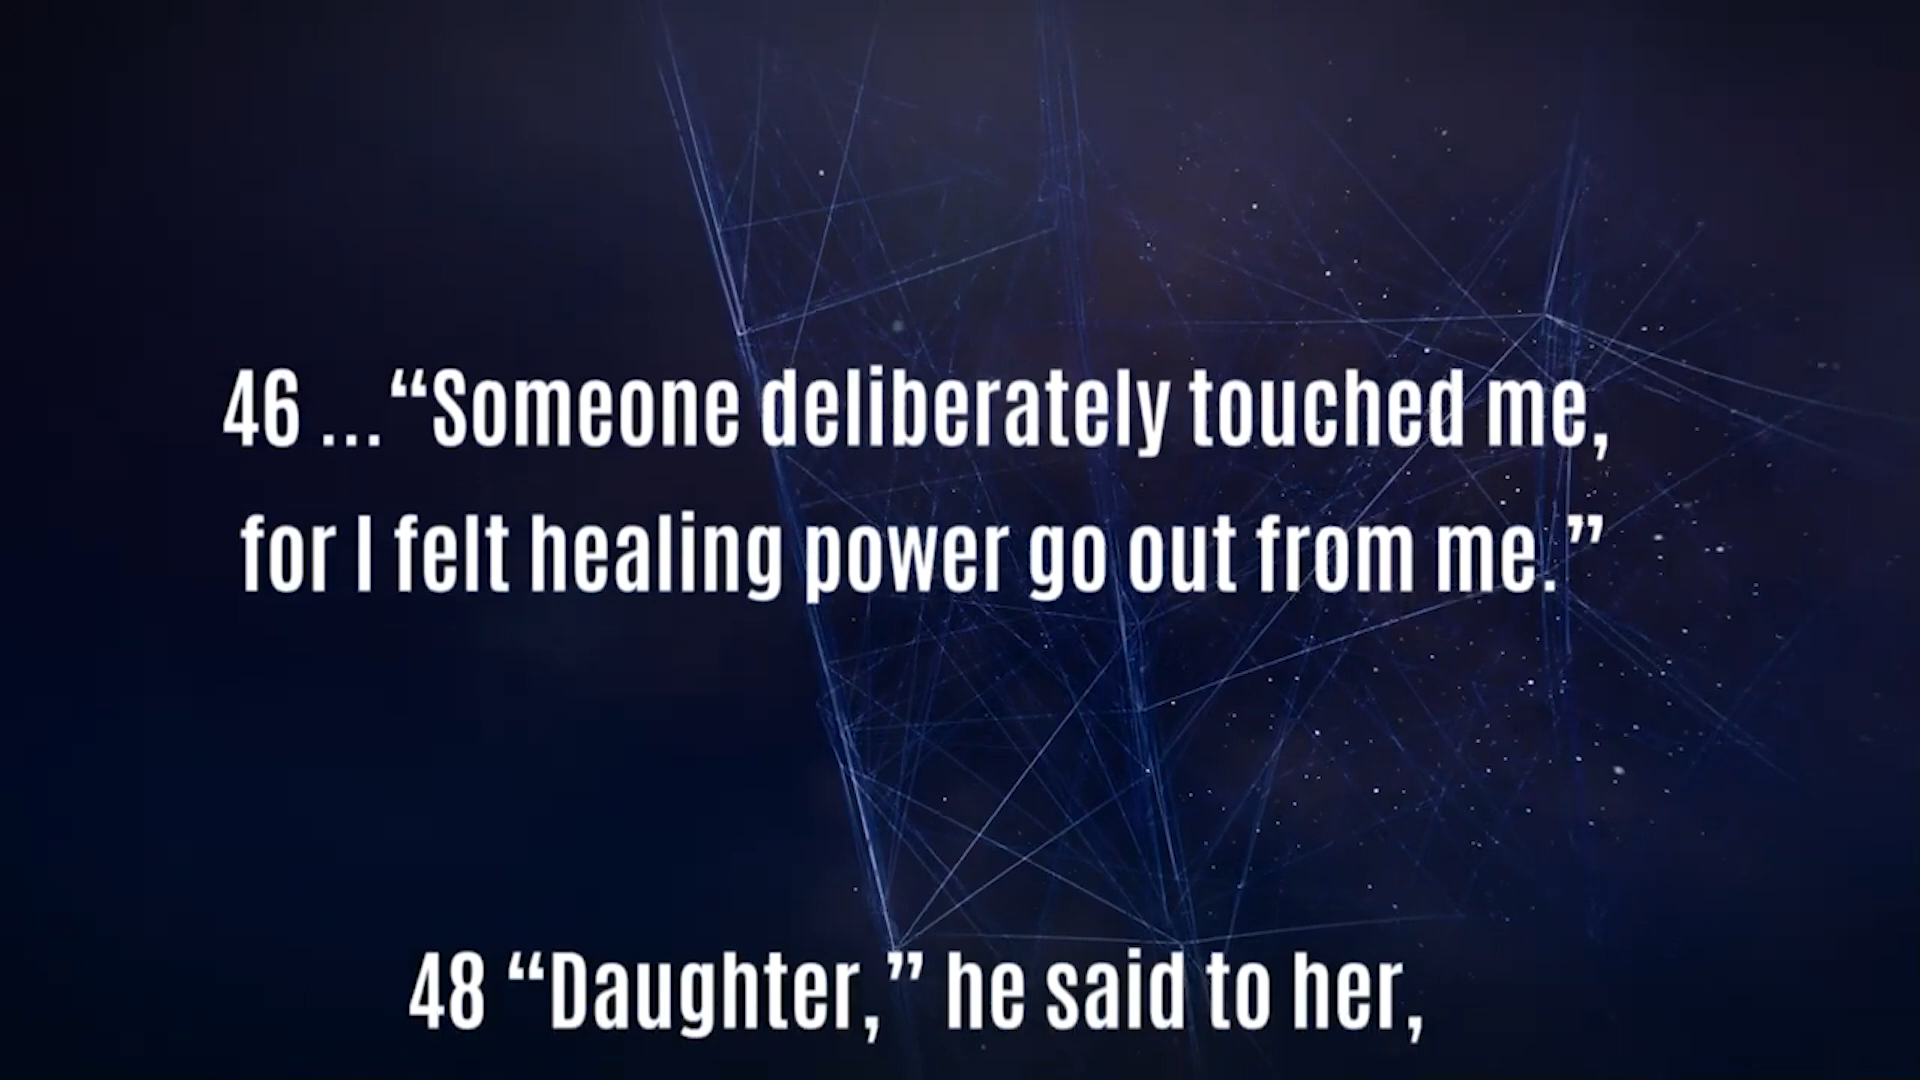 46 ...“Someone deliberately touched me,
for I felt healing power go out from me.”
48 “Daughter,” he said to her,